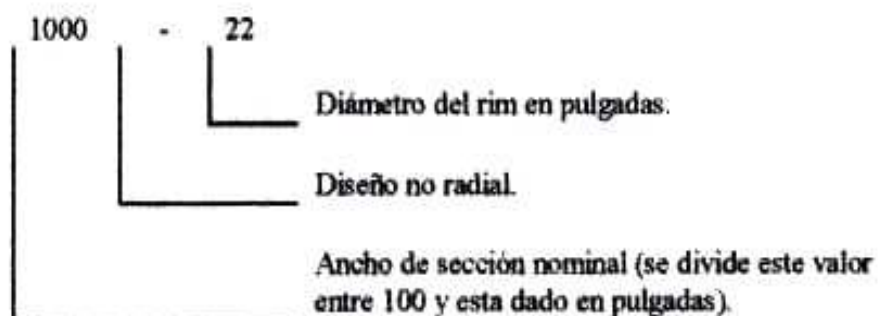 1000 - 22
Diámetro del rim en pulgadas.
Diseño no radial.
Ancho de sección nominal (se divide este valor
entre 100 y esta dado en pulgadas).